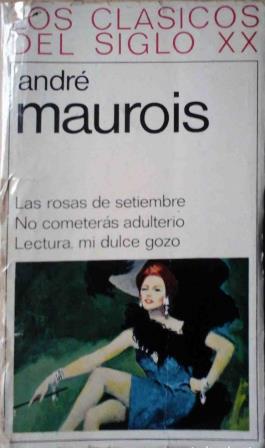 LOS CLASICOS
DEL SIGLO XX
andré
maurois
Las rosas de setiembre
No cometerás adulterio
Lectura, mi dulce gozo